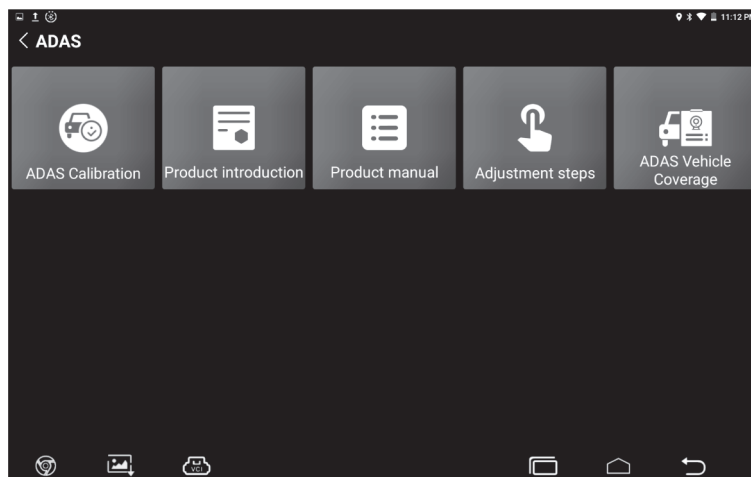 11:12 P
ADAS
ADAS Calibration
Product introduction
Product manual
Adjustment steps
ADAS Vehicle
Coverage
VCI